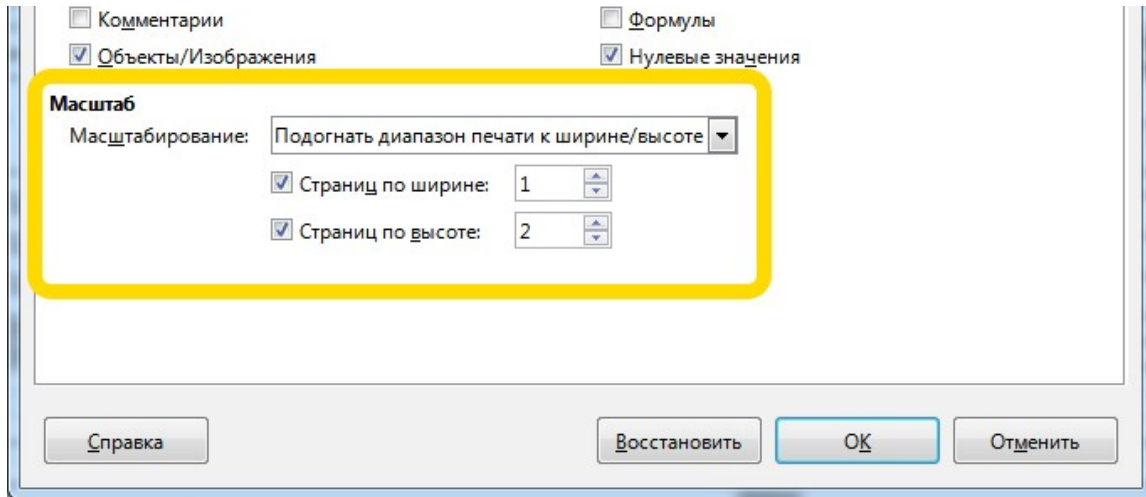 Комментарии Формулы
Объекты/Изображения Нулевые значения
Масштаб
Масштабирование: Подогнать диапазон печати к ширине/высоте
Страниц по ширине: 1
Страниц по высоте: 2
Справка Восстановить OK Отменить